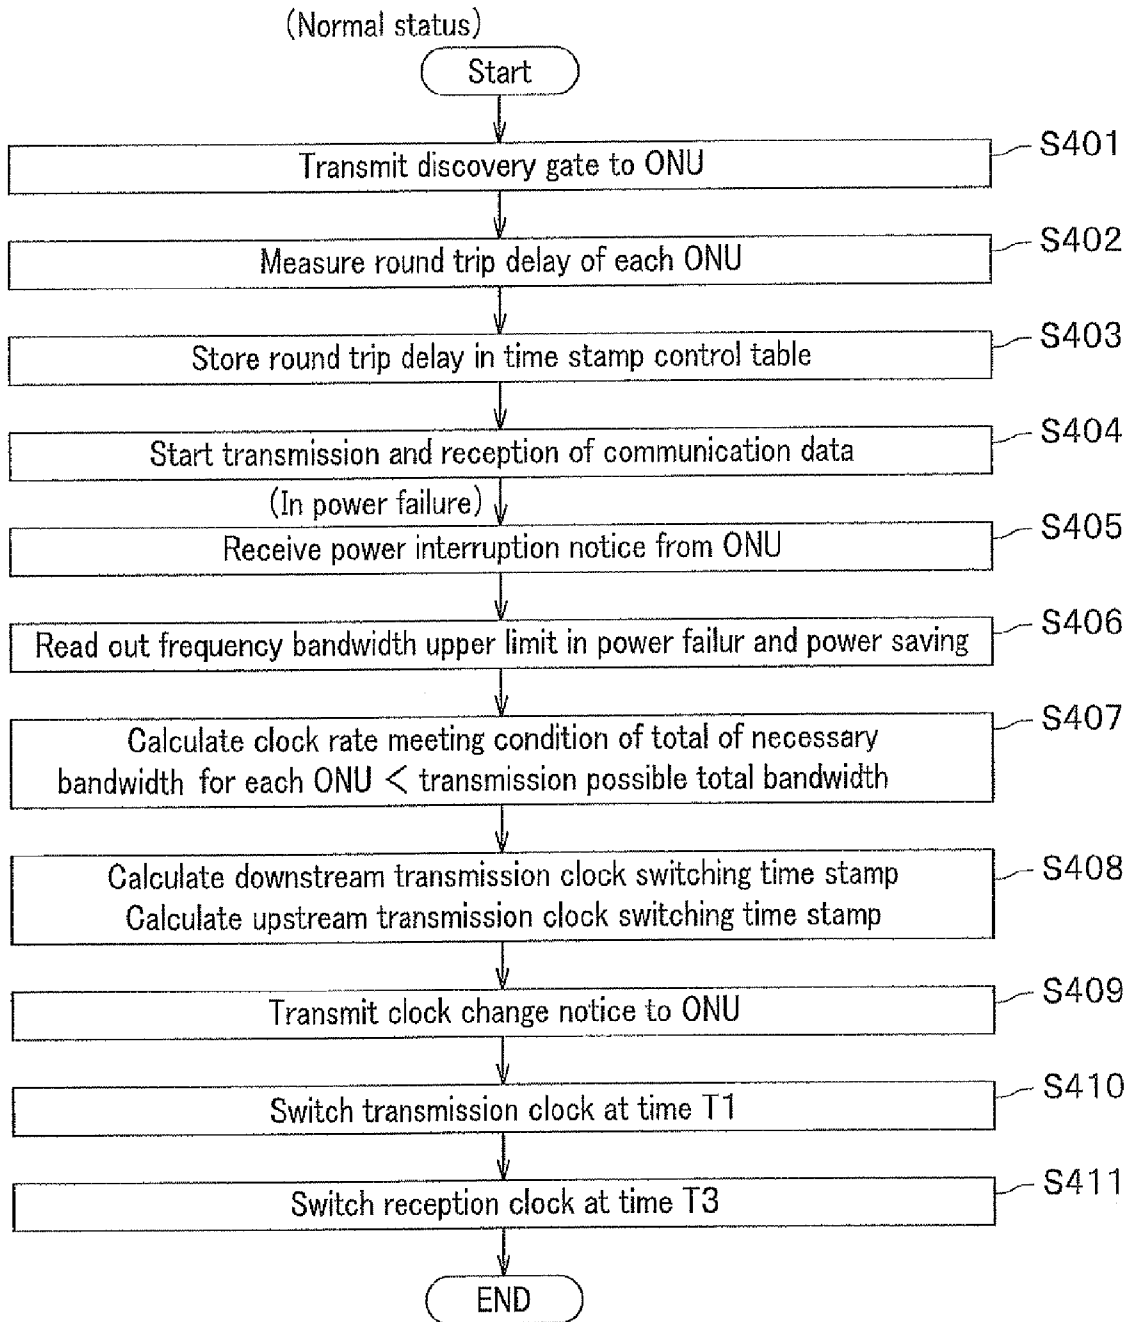 (Normal status)
Start
S401
Transmit discovery gate to ONU
S402
Measure round trip delay of each ONU
S403
Store round trip delay in time stamp control table
S404
Start transmission and reception of communication data
(In power failure)
S405
Receive power interruption notice from ONU
S406
Read out frequency bandwidth upper limit in power failur and power saving
S407
Calculate clock rate meeting condition of total of necessary
bandwidth for each ONU < transmission possible total bandwidth
S408
Calculate downstream transmission clock switching time stamp
Calculate upstream transmission clock switching time stamp
S409
Transmit clock change notice to ONU
S410
Switch transmission clock at time T1
S411
Switch reception clock at time T3
END